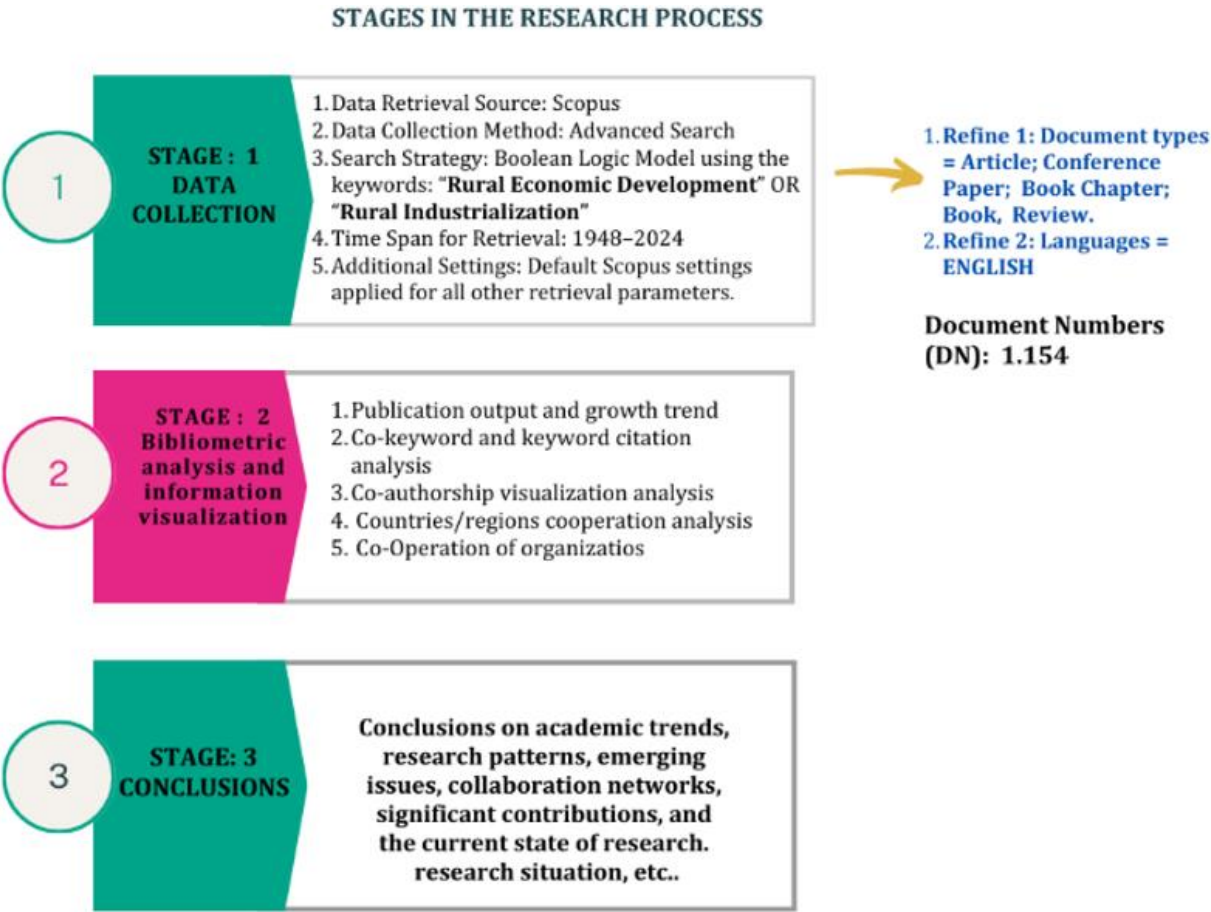 STAGES IN THE RESEARCH PROCESS
1
STAGE : 1
DATA
COLLECTION
1. Data Retrieval Source: Scopus
2. Data Collection Method: Advanced Search
3. Search Strategy: Boolean Logic Model using the
keywords: “Rural Economic Development” OR
“Rural Industrialization”
4. Time Span for Retrieval: 1948–2024
5. Additional Settings: Default Scopus settings
applied for all other retrieval parameters.
1. Refine 1: Document types
= Article; Conference
Paper; Book Chapter;
Book, Review.
2. Refine 2: Languages =
ENGLISH
Document Numbers
(DN): 1.154
2
STAGE : 2
Bibliometric
analysis and
information
visualization
1. Publication output and growth trend
2. Co-keyword and keyword citation
analysis
3. Co-authorship visualization analysis
4. Countries/regions cooperation analysis
5. Co-Operation of organizatios
3
STAGE: 3
CONCLUSIONS
Conclusions on academic trends,
research patterns, emerging
issues, collaboration networks,
significant contributions, and
the current state of research.
research situation, etc..